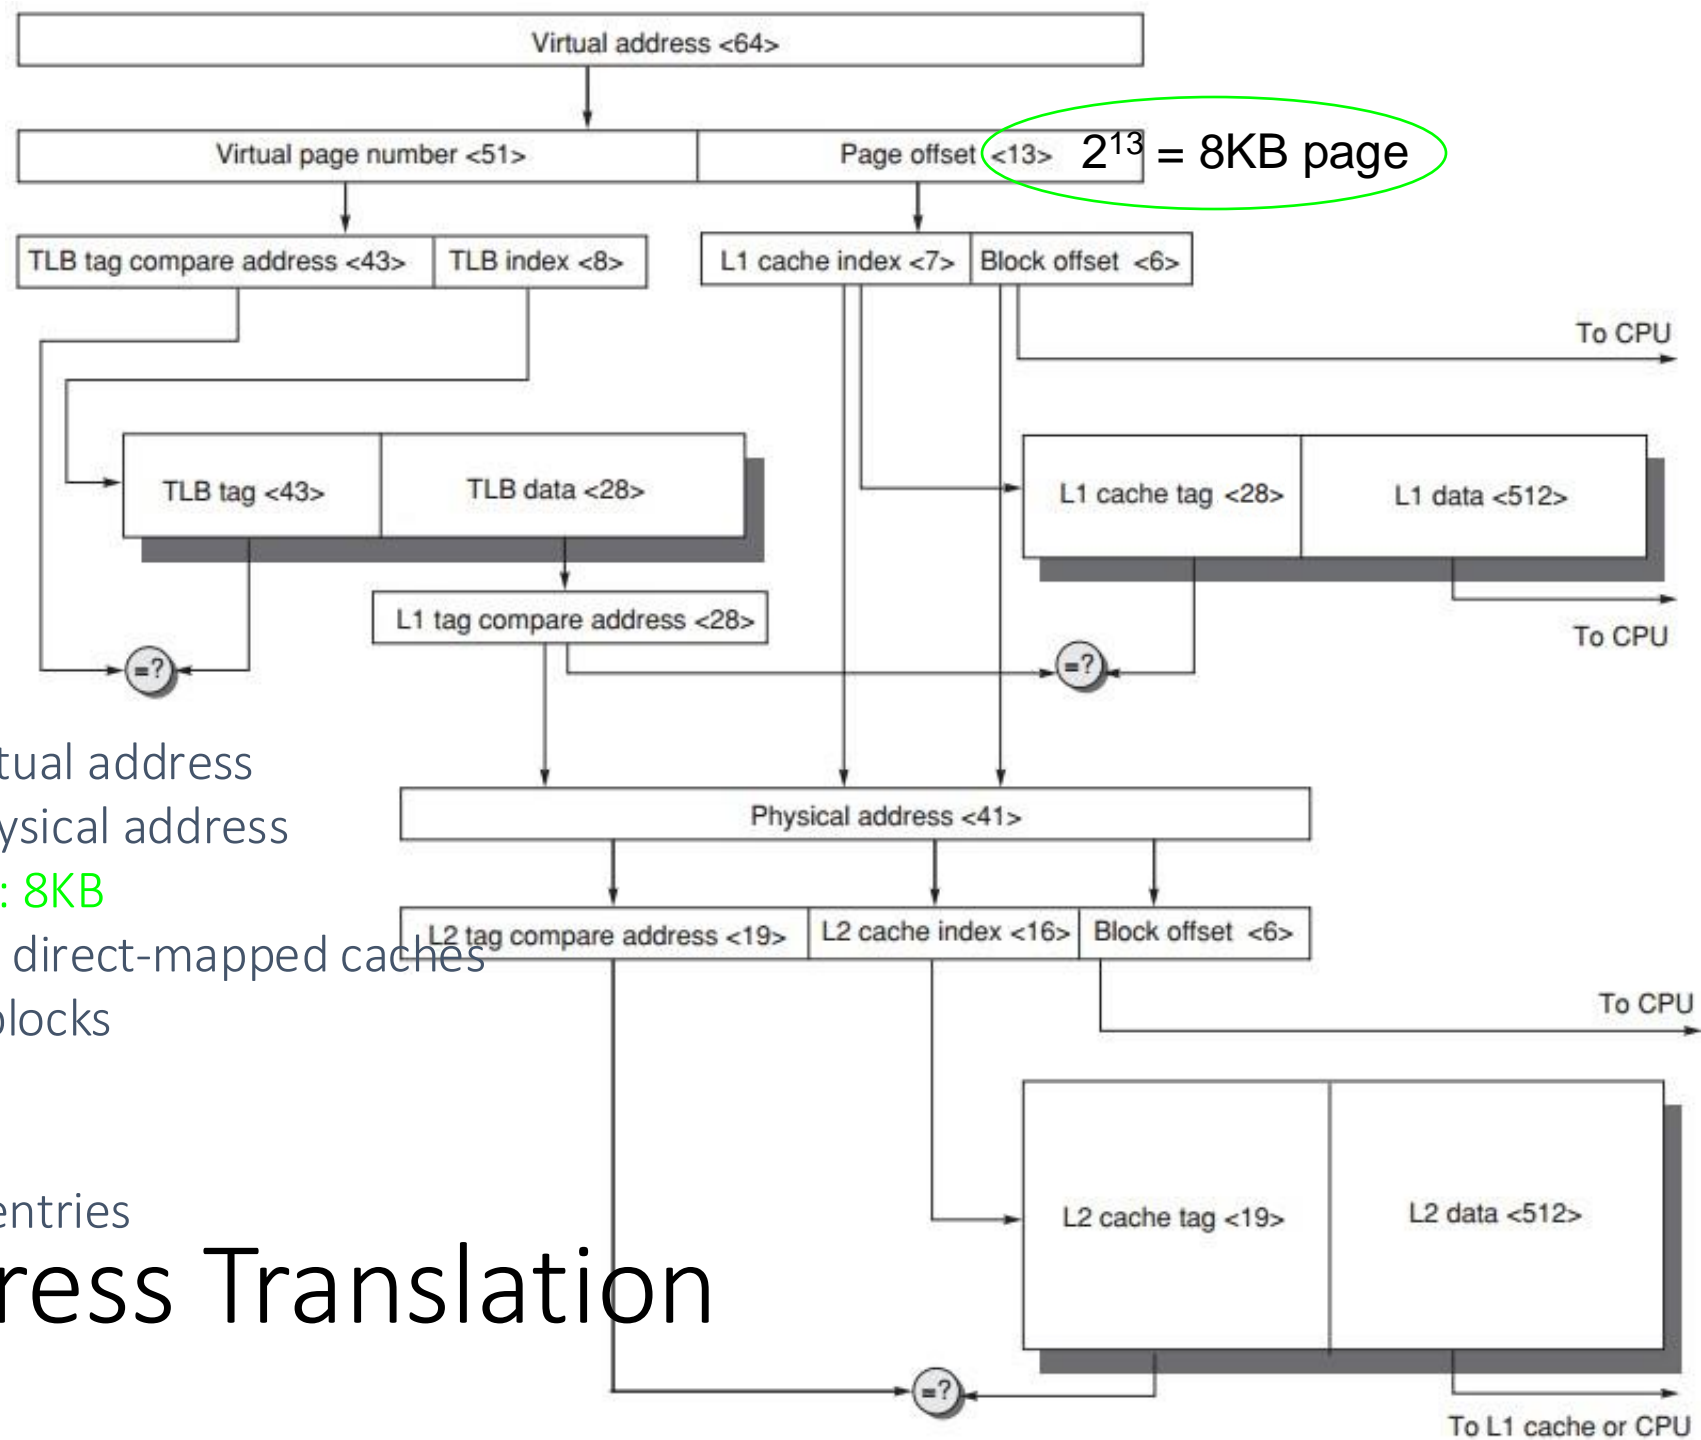 Virtual address <64>
Virtual page number <51>
Page offset <13>
2¹³ = 8KB page
TLB tag compare address <43>
TLB index <8>
L1 cache index <7>
Block offset <6>
To CPU
TLB tag <43>
TLB data <28>
L1 cache tag <28>
L1 data <512>
L1 tag compare address <28>
To CPU
=?
=?
tual address
ysical address
: 8KB
direct-mapped caches
blocks
entries
Physical address <41>
L2 tag compare address <19>
L2 cache index <16>
Block offset <6>
To CPU
L2 cache tag <19>
L2 data <512>
ress Translation
=?
To L1 cache or CPU